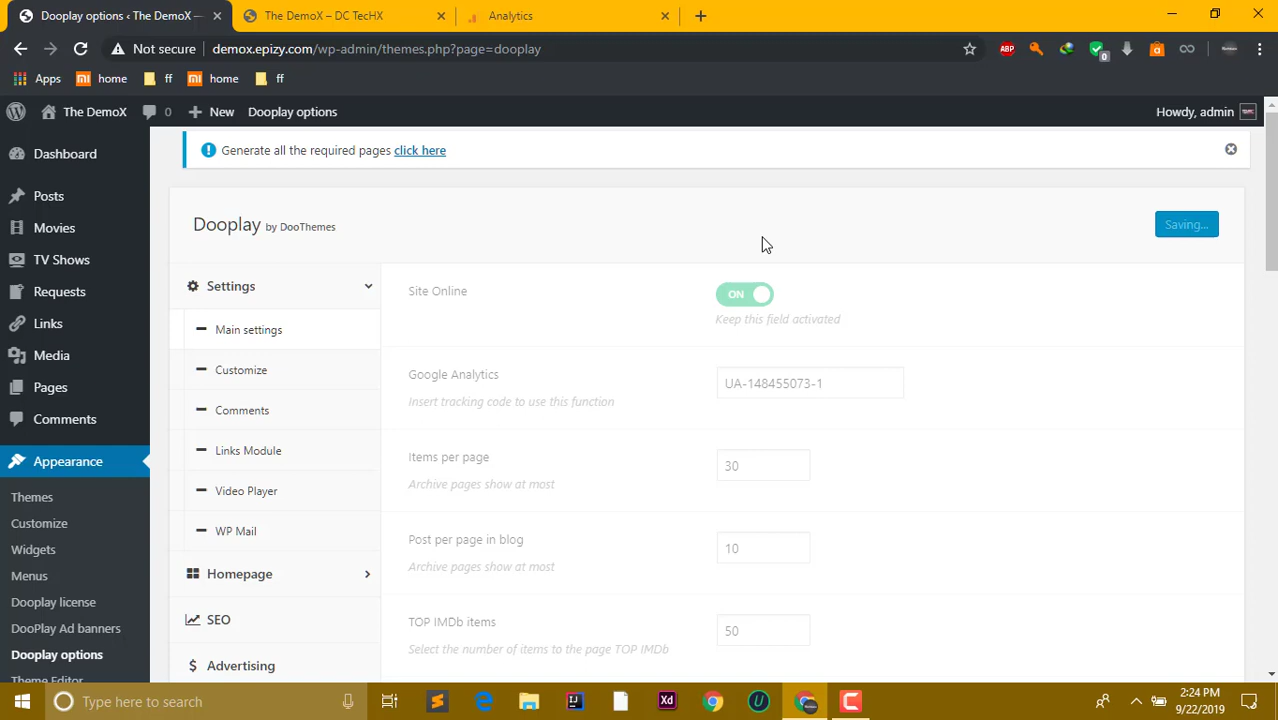 Dooplay options ‹ The DemoX —
The DemoX – DC TecHX
Analytics
Not secure
demox.epizy.com/wp-admin/themes.php?page=dooplay
ABP
0
Apps
home
ff
home
ff
The DemoX
0
New
Dooplay options
Howdy, admin
Dashboard
Posts
Movies
TV Shows
Requests
Links
Media
Pages
Comments
Appearance
Themes
Customize
Widgets
Menus
Dooplay license
DooPlay Ad banners
Dooplay options
Theme Editor
Generate all the required pages click here
Dooplay by DooThemes
Saving...
Settings
Main settings
Customize
Comments
Links Module
Video Player
WP Mail
Homepage
SEO
Advertising
Site Online
ON
Keep this field activated
Google Analytics
UA-148455073-1
Insert tracking code to use this function
Items per page
30
Archive pages show at most
Post per page in blog
10
Archive pages show at most
TOP IMDb items
50
Select the number of items to the page TOP IMDb
Type here to search
Xd
2:24 PM
9/22/2019